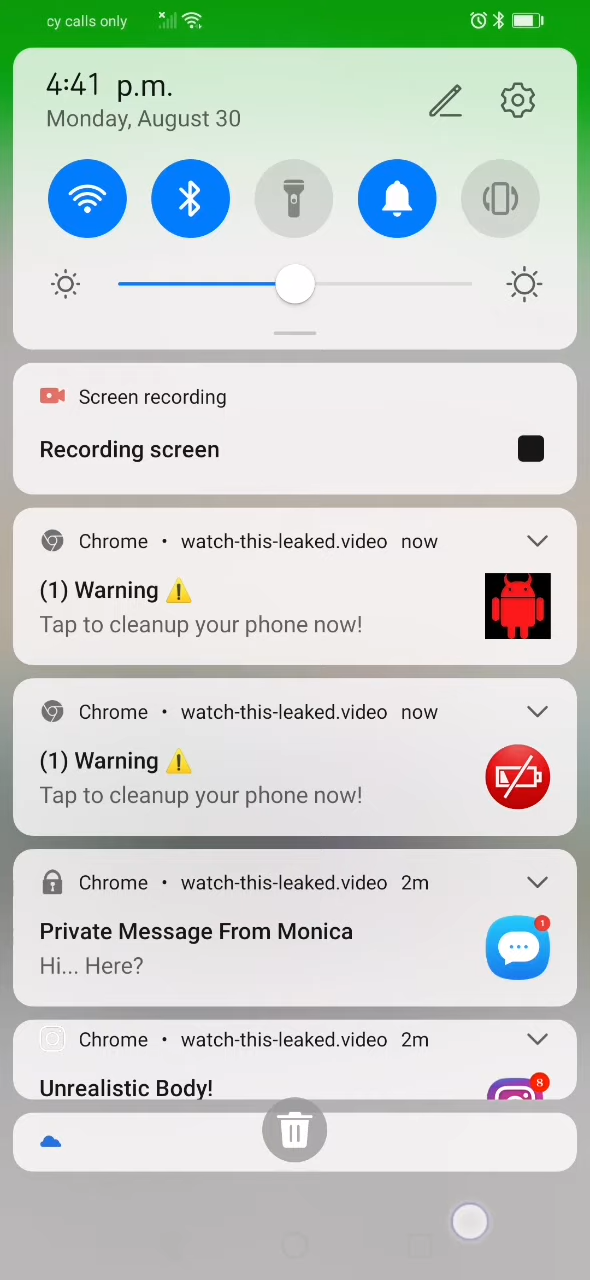 cy calls only
4:41 p.m.
Monday, August 30
Screen recording
Recording screen
Chrome • watch-this-leaked.video now
(1) Warning ⚠️
Tap to cleanup your phone now!
Chrome • watch-this-leaked.video now
(1) Warning ⚠️
Tap to cleanup your phone now!
Chrome • watch-this-leaked.video 2m
Private Message From Monica
1
Hi... Here?
Chrome • watch-this-leaked.video 2m
Unrealistic Body!
8